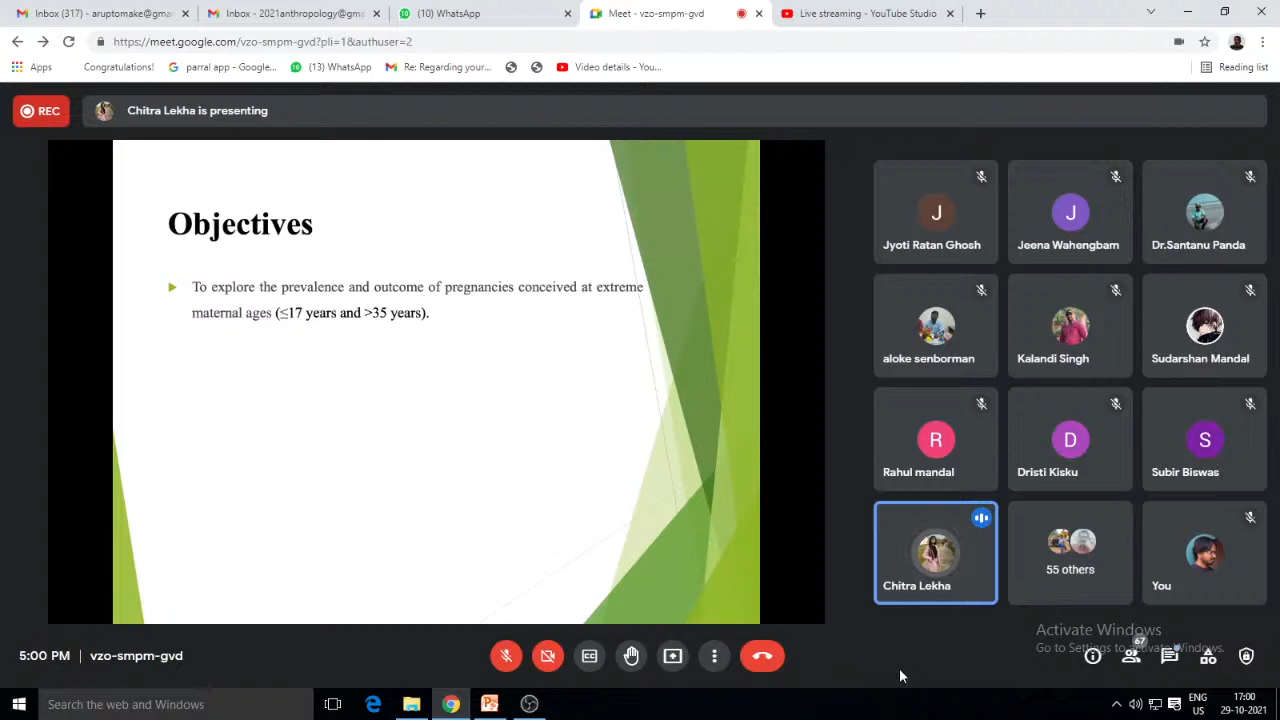 Inbox (317) - aruptomake@gmai
Inbox (10) - 2021anthropology@gma
(10) WhatsApp
Meet - vzo-smpm-gvd
Live streaming - YouTube Studio
https://meet.google.com/vzo-smpm-gvd?pli=1&authuser=2
Apps
Congratulations!
parral app - Google...
(13) WhatsApp
Re: Regarding your...
Video details - You...
Reading list
REC
Chitra Lekha is presenting
Objectives
To explore the prevalence and outcome of pregnancies conceived at extreme
maternal ages (≤17 years and >35 years).
J
Jyoti Ratan Ghosh
J
Jeena Wahengbam
Dr.Santanu Panda
aloke senborman
Kalandi Singh
Sudarshan Mandal
R
Rahul mandal
D
Dristi Kisku
S
Subir Biswas
Chitra Lekha
55 others
You
Activate Windows
Go to Settings to activate Windows.
67
5:00 PM | vzo-smpm-gvd
Search the web and Windows
ENG
US
17:00
29-10-2021